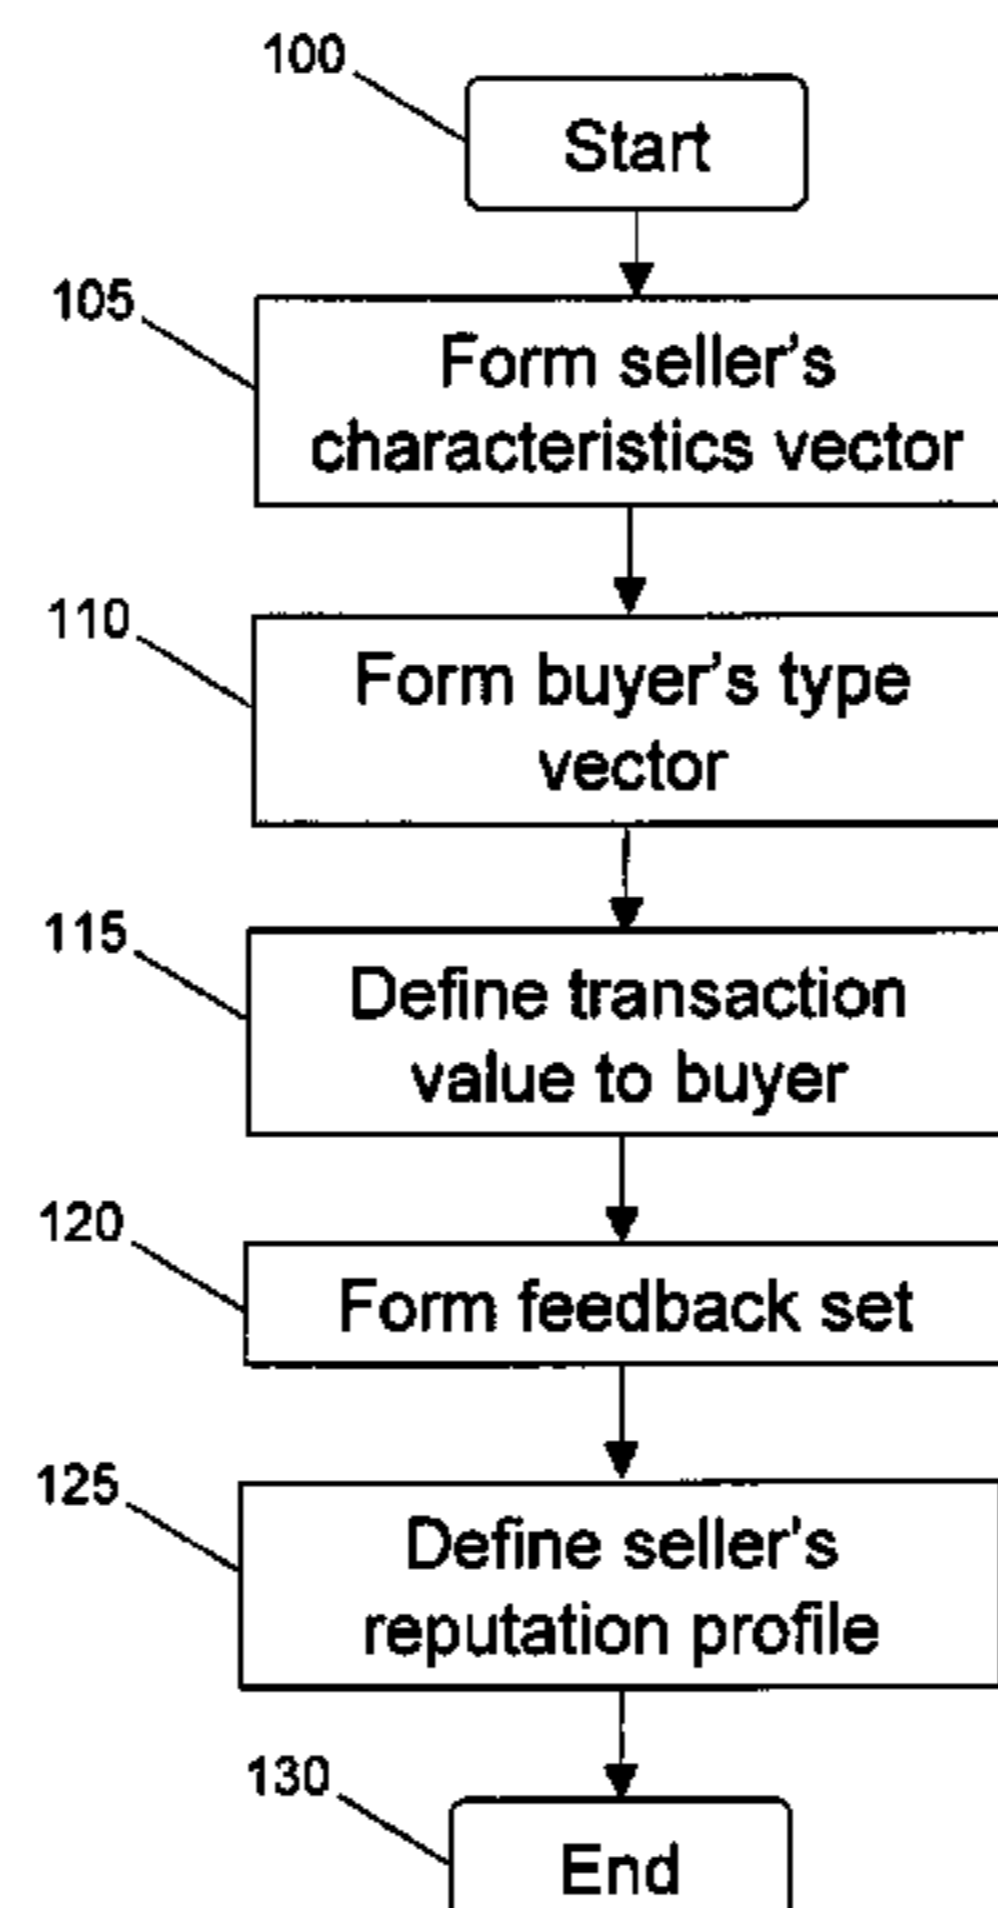 100
Start
105
Form seller's
characteristics vector
110
Form buyer's type
vector
115
Define transaction
value to buyer
120
Form feedback set
125
Define seller's
reputation profile
130
End